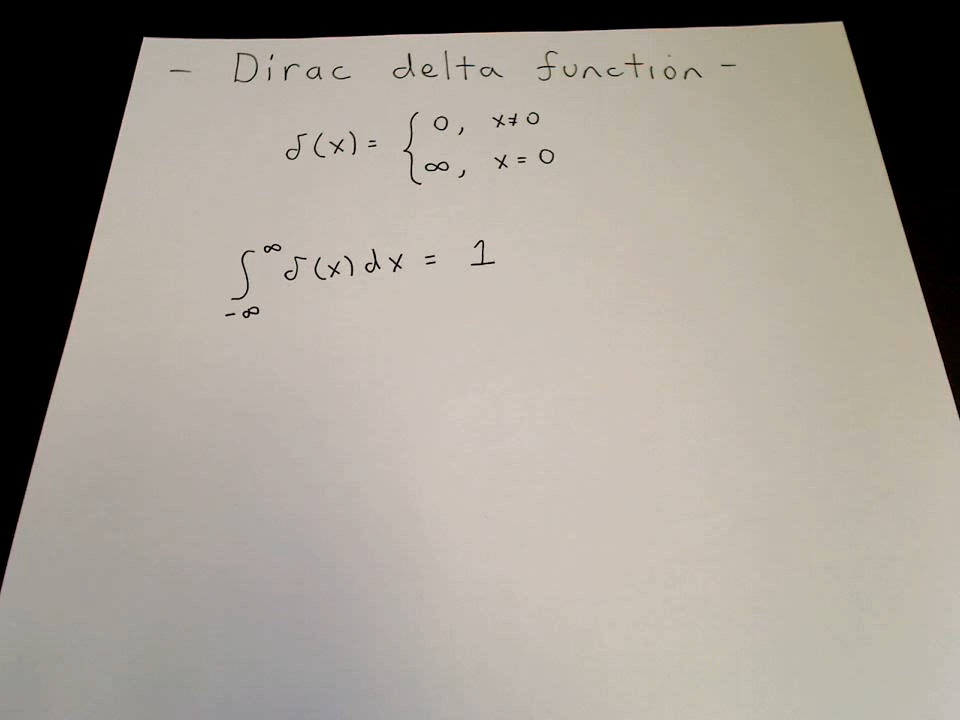 - Dirac delta function -
δ(x) = { 0, x ≠ 0
∞, x = 0
∫_{-∞}^{∞} δ(x) dx = 1